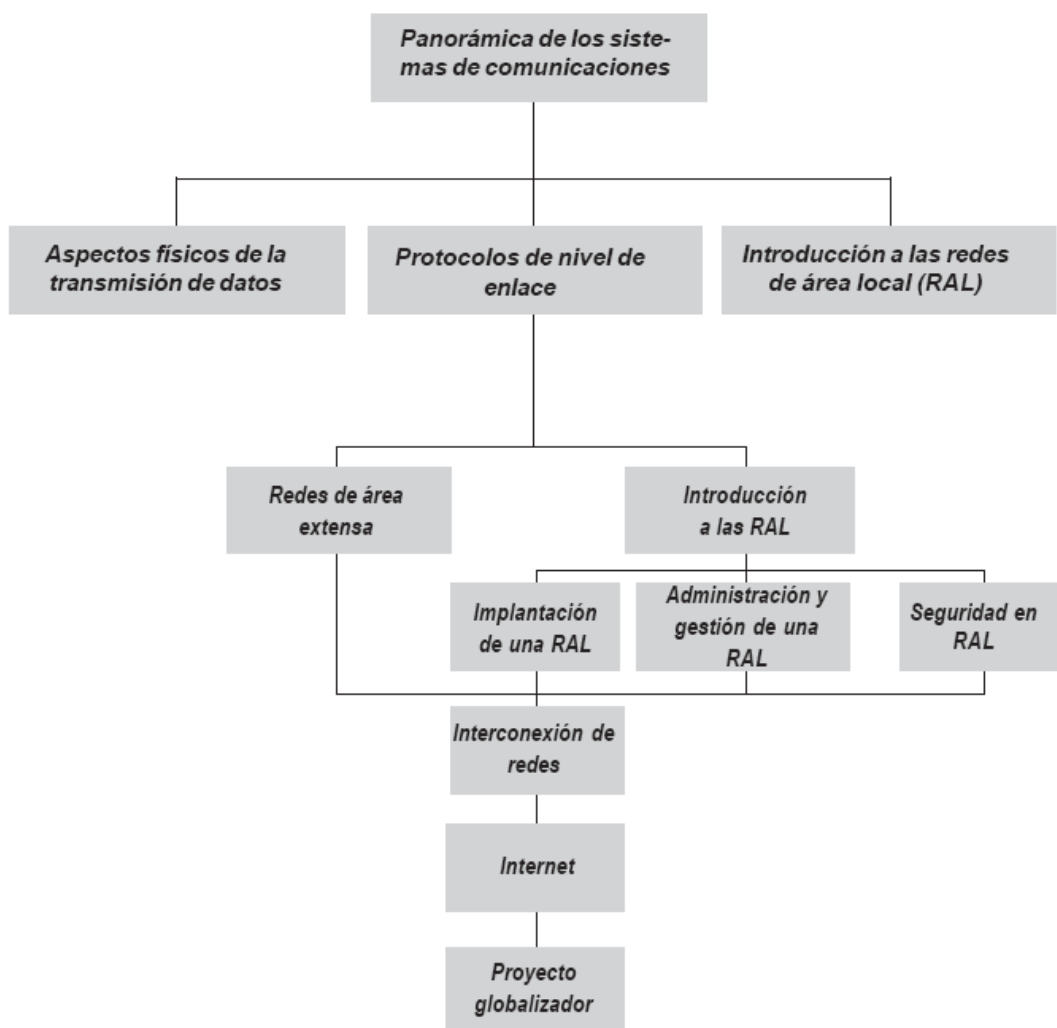 Panorámica de los siste-
mas de comunicaciones
Aspectos físicos de la
transmisión de datos
Protocolos de nivel de
enlace
Introducción a las redes
de área local (RAL)
Redes de área
extensa
Introducción
a las RAL
Implantación
de una RAL
Administración y
gestión de una
RAL
Seguridad en
RAL
Interconexión de
redes
Internet
Proyecto
globalizador